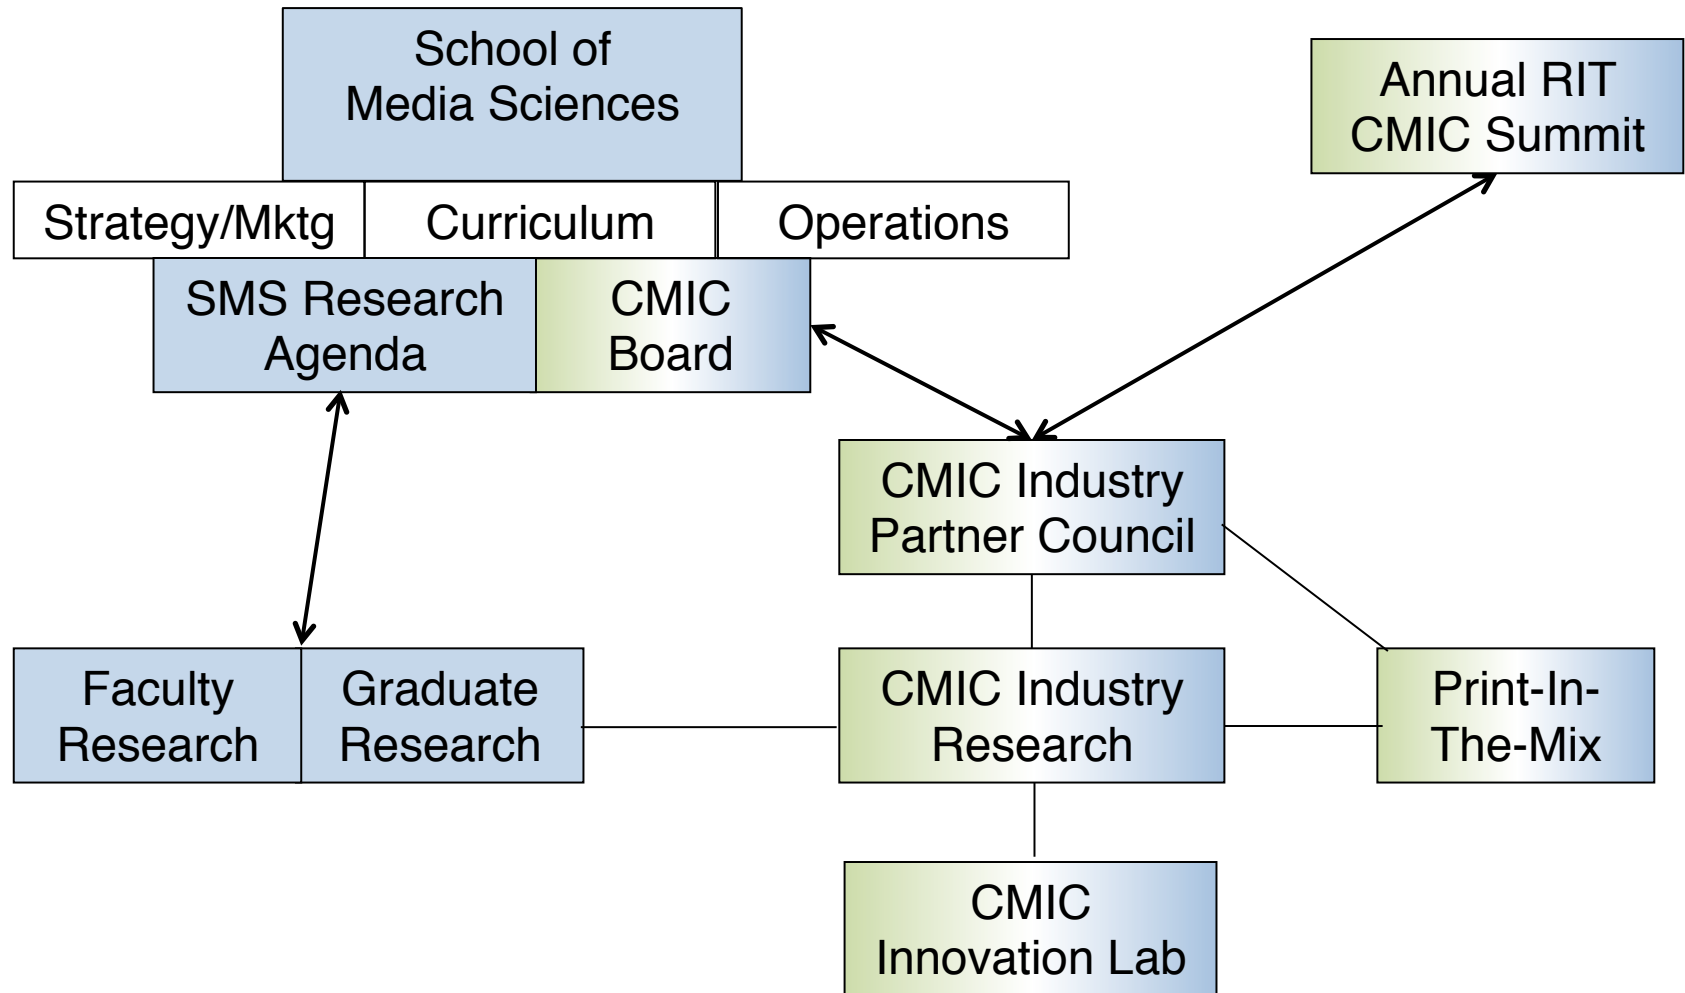 School of
Media Sciences
Annual RIT
CMIC Summit
Strategy/Mktg
Curriculum
Operations
SMS Research
Agenda
CMIC
Board
CMIC Industry
Partner Council
Faculty
Research
Graduate
Research
CMIC Industry
Research
Print-In-
The-Mix
CMIC
Innovation Lab